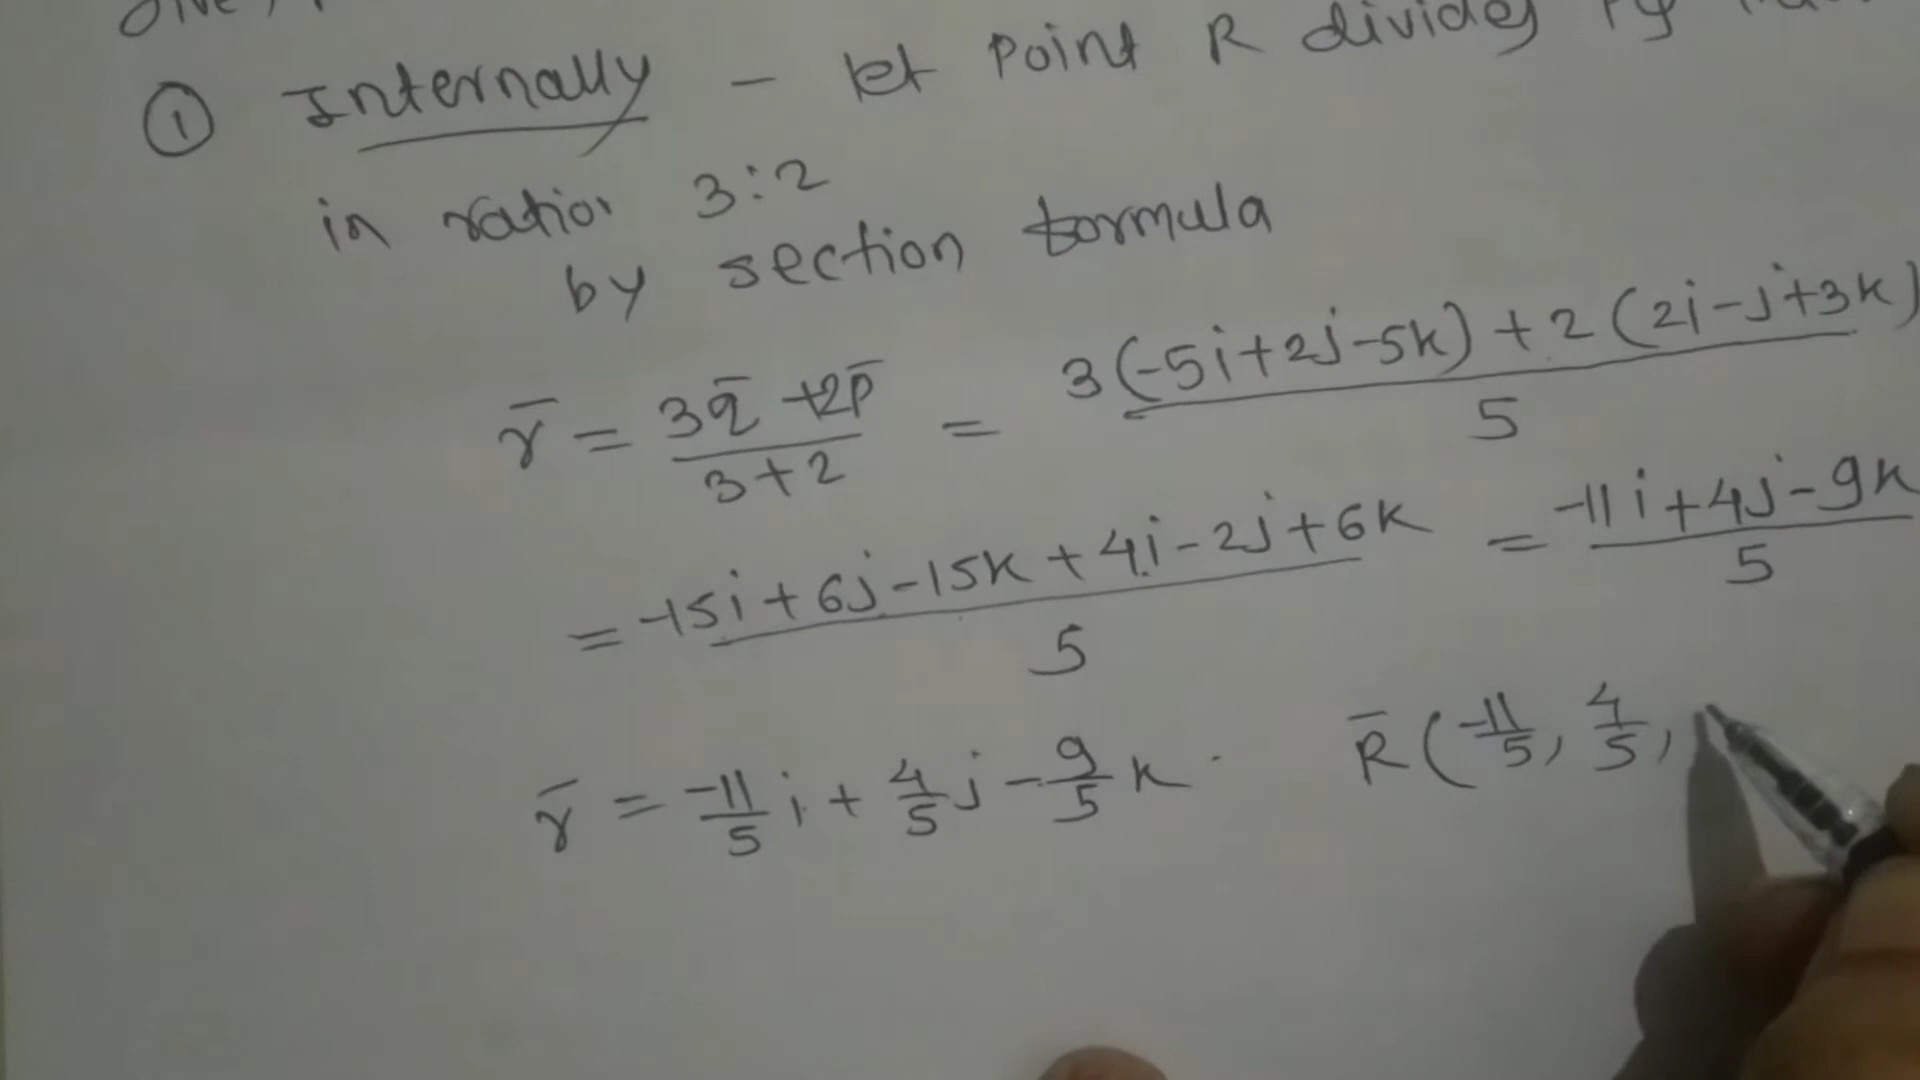 ① Internally - let Point R divides
in ratio 3:2
by section formula
r̄ = (3q̄ + 2p̄)/(3+2) = (3(-5i+2j-5k) + 2(2i-j+3k))/5
= (-15i+6j-15k+4i-2j+6k)/5 = (-11i+4j-9k)/5
r̄ = -11/5 i + 4/5 j - 9/5 k . R̄ (-11/5, 4/5,